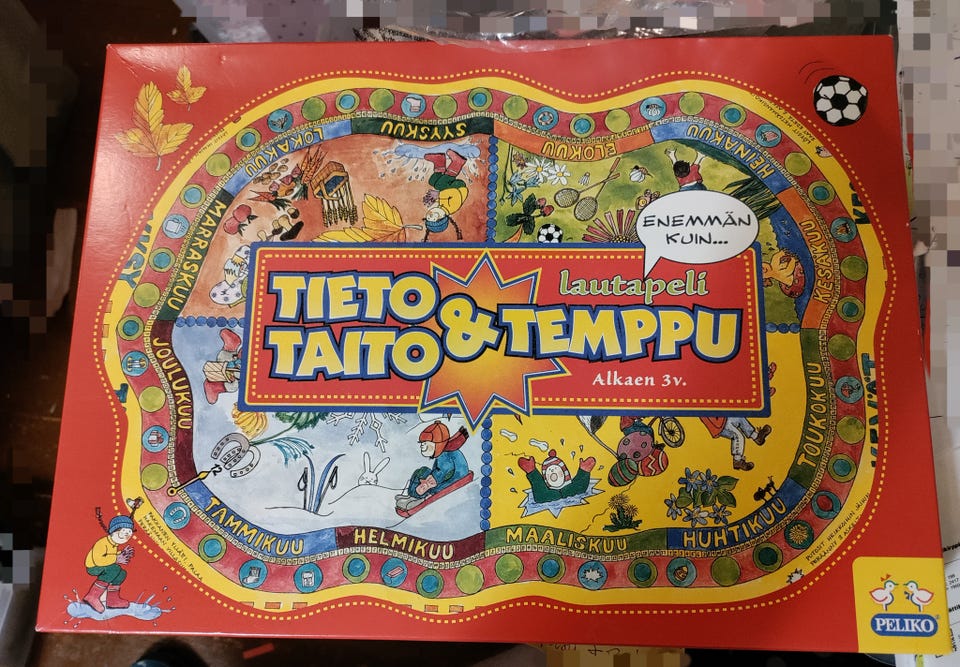 SYYSKUU
LOKAKUU
MARRASKUU
JOULUKUU
ELOKUU
HEINÄKUU
KESÄKUU
TOUKOKUU
ENEMMÄN
KUIN...
lautapeli
TIETO
TAITO & TEMPPU
Alkaen 3v.
12
TAMMIKUU
HELMIKUU
MAALISKUU
HUHTIKUU
PELIKO